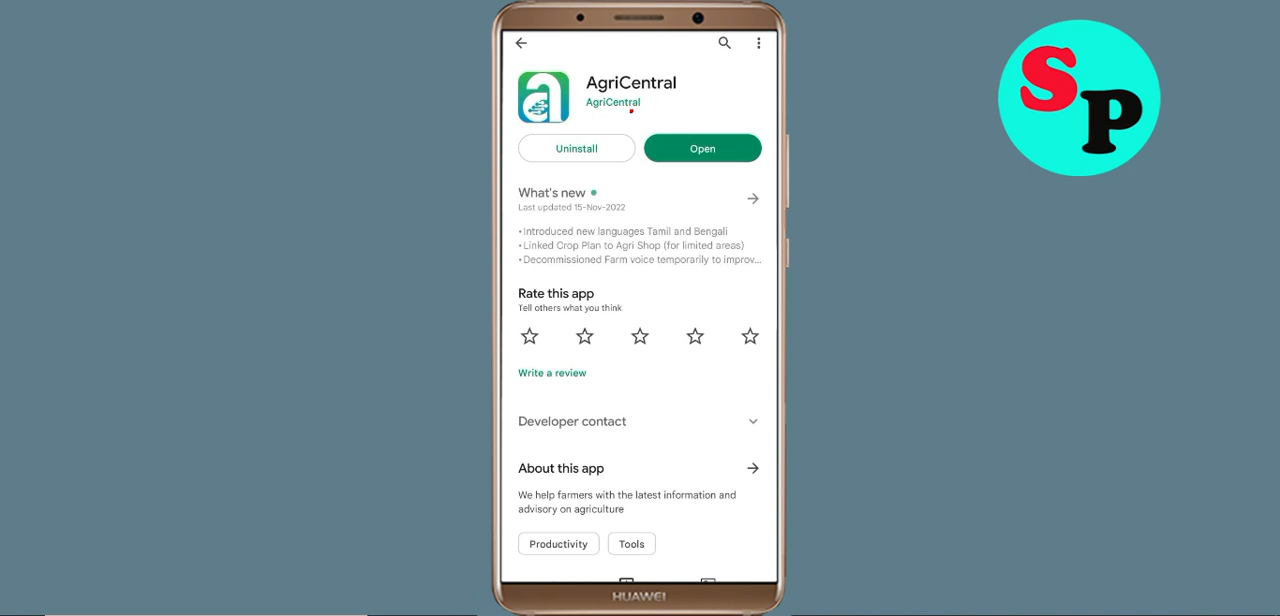 AgriCentral
AgriCentral
Uninstall
Open
What's new
Last updated 15-Nov-2022
•Introduced new languages Tamil and Bengali
•Linked Crop Plan to Agri Shop (for limited areas)
•Decommissioned Farm voice temporarily to improv...
Rate this app
Tell others what you think
Write a review
Developer contact
About this app
We help farmers with the latest information and
advisory on agriculture
Productivity
Tools
HUAWEI
SP